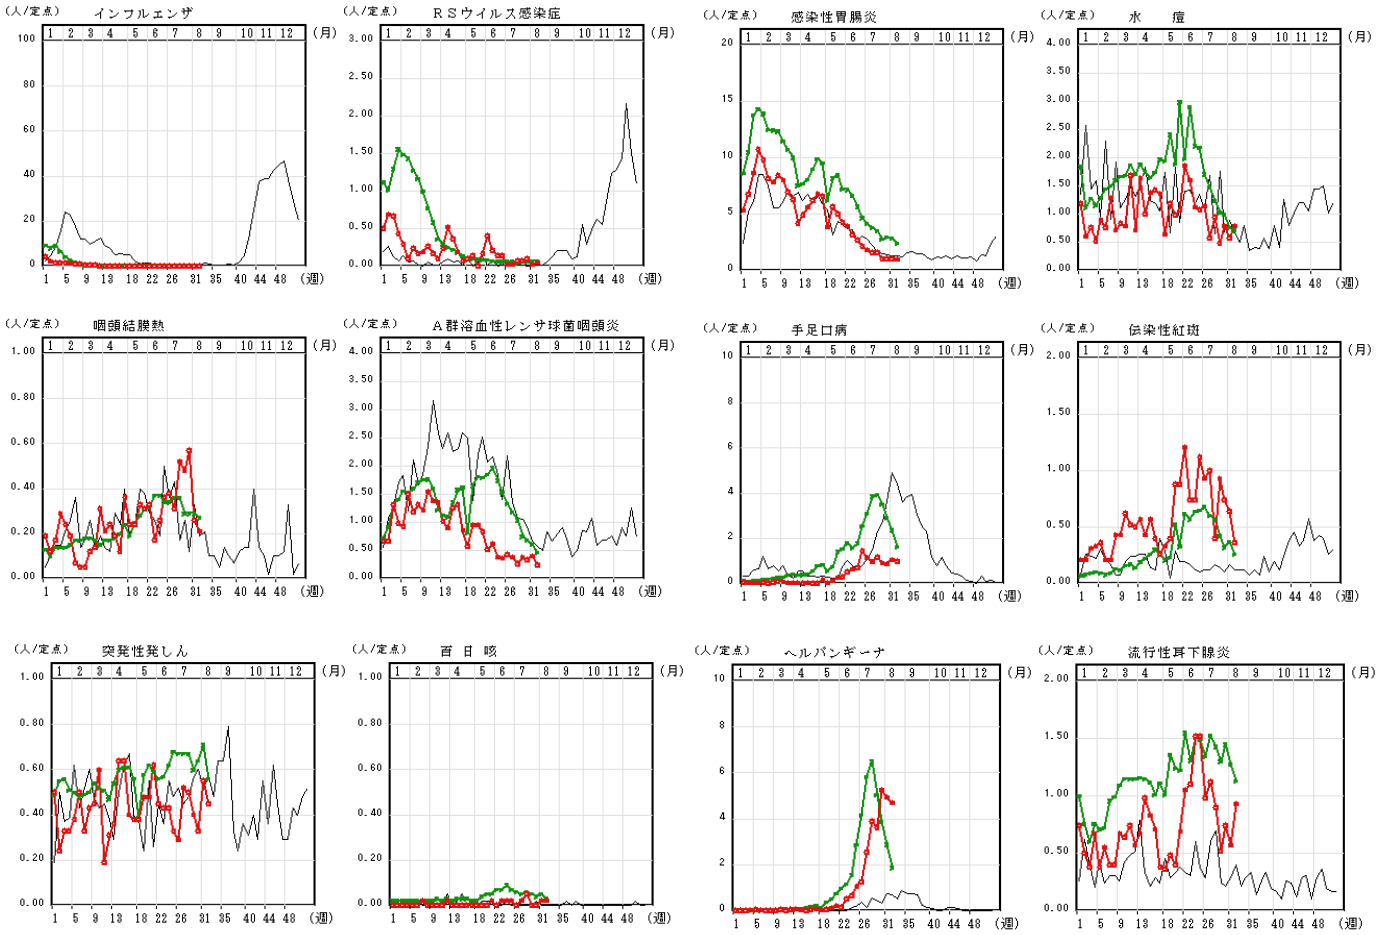 (人/定点) インフルエンザ
1 2 3 4 5 6 7 8 9 10 11 12 (月)
100
80
60
40
20
0
1 5 9 13 18 22 26 31 35 40 44 48 (週)
(人/定点) RSウイルス感染症
1 2 3 4 5 6 7 8 9 10 11 12 (月)
3.00
2.50
2.00
1.50
1.00
0.50
0.00
1 5 9 13 18 22 26 31 35 40 44 48 (週)
(人/定点) 感染性胃腸炎
1 2 3 4 5 6 7 8 9 10 11 12 (月)
20
15
10
5
0
1 5 9 13 18 22 26 31 35 40 44 48 (週)
(人/定点) 水 痘
1 2 3 4 5 6 7 8 9 10 11 12 (月)
4.00
3.50
3.00
2.50
2.00
1.50
1.00
0.50
0.00
1 5 9 13 18 22 26 31 35 40 44 48 (週)
(人/定点) 咽頭結膜熱
1 2 3 4 5 6 7 8 9 10 11 12 (月)
1.00
0.80
0.60
0.40
0.20
0.00
1 5 9 13 18 22 26 31 35 40 44 48 (週)
(人/定点) A群溶血性レンサ球菌咽頭炎
1 2 3 4 5 6 7 8 9 10 11 12 (月)
4.00
3.50
3.00
2.50
2.00
1.50
1.00
0.50
0.00
1 5 9 13 18 22 26 31 35 40 44 48 (週)
(人/定点) 手足口病
1 2 3 4 5 6 7 8 9 10 11 12 (月)
10
8
6
4
2
0
1 5 9 13 18 22 26 31 35 40 44 48 (週)
(人/定点) 伝染性紅斑
1 2 3 4 5 6 7 8 9 10 11 12 (月)
2.00
1.50
1.00
0.50
0.00
1 5 9 13 18 22 26 31 35 40 44 48 (週)
(人/定点) 突発性発しん
1 2 3 4 5 6 7 8 9 10 11 12 (月)
1.00
0.80
0.60
0.40
0.20
0.00
1 5 9 13 18 22 26 31 35 40 44 48 (週)
(人/定点) 百 日 咳
1 2 3 4 5 6 7 8 9 10 11 12 (月)
1.00
0.80
0.60
0.40
0.20
0.00
1 5 9 13 18 22 26 31 35 40 44 48 (週)
(人/定点) ヘルパンギーナ
1 2 3 4 5 6 7 8 9 10 11 12 (月)
10
8
6
4
2
0
1 5 9 13 18 22 26 31 35 40 44 48 (週)
(人/定点) 流行性耳下腺炎
1 2 3 4 5 6 7 8 9 10 11 12 (月)
2.00
1.50
1.00
0.50
0.00
1 5 9 13 18 22 26 31 35 40 44 48 (週)